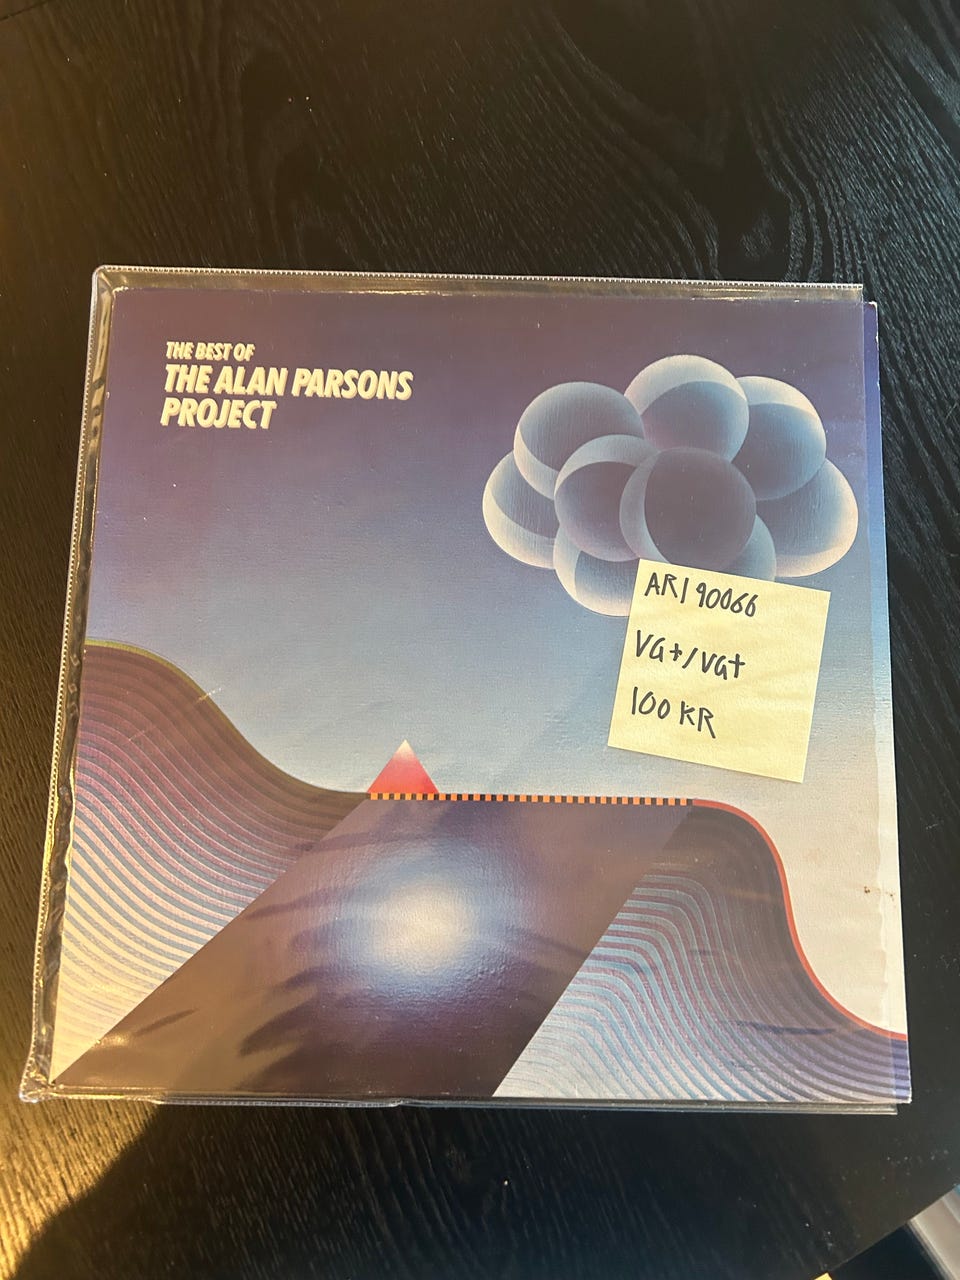 THE BEST OF
THE ALAN PARSONS
PROJECT
ARI 90066
VG+/VG+
100 KR